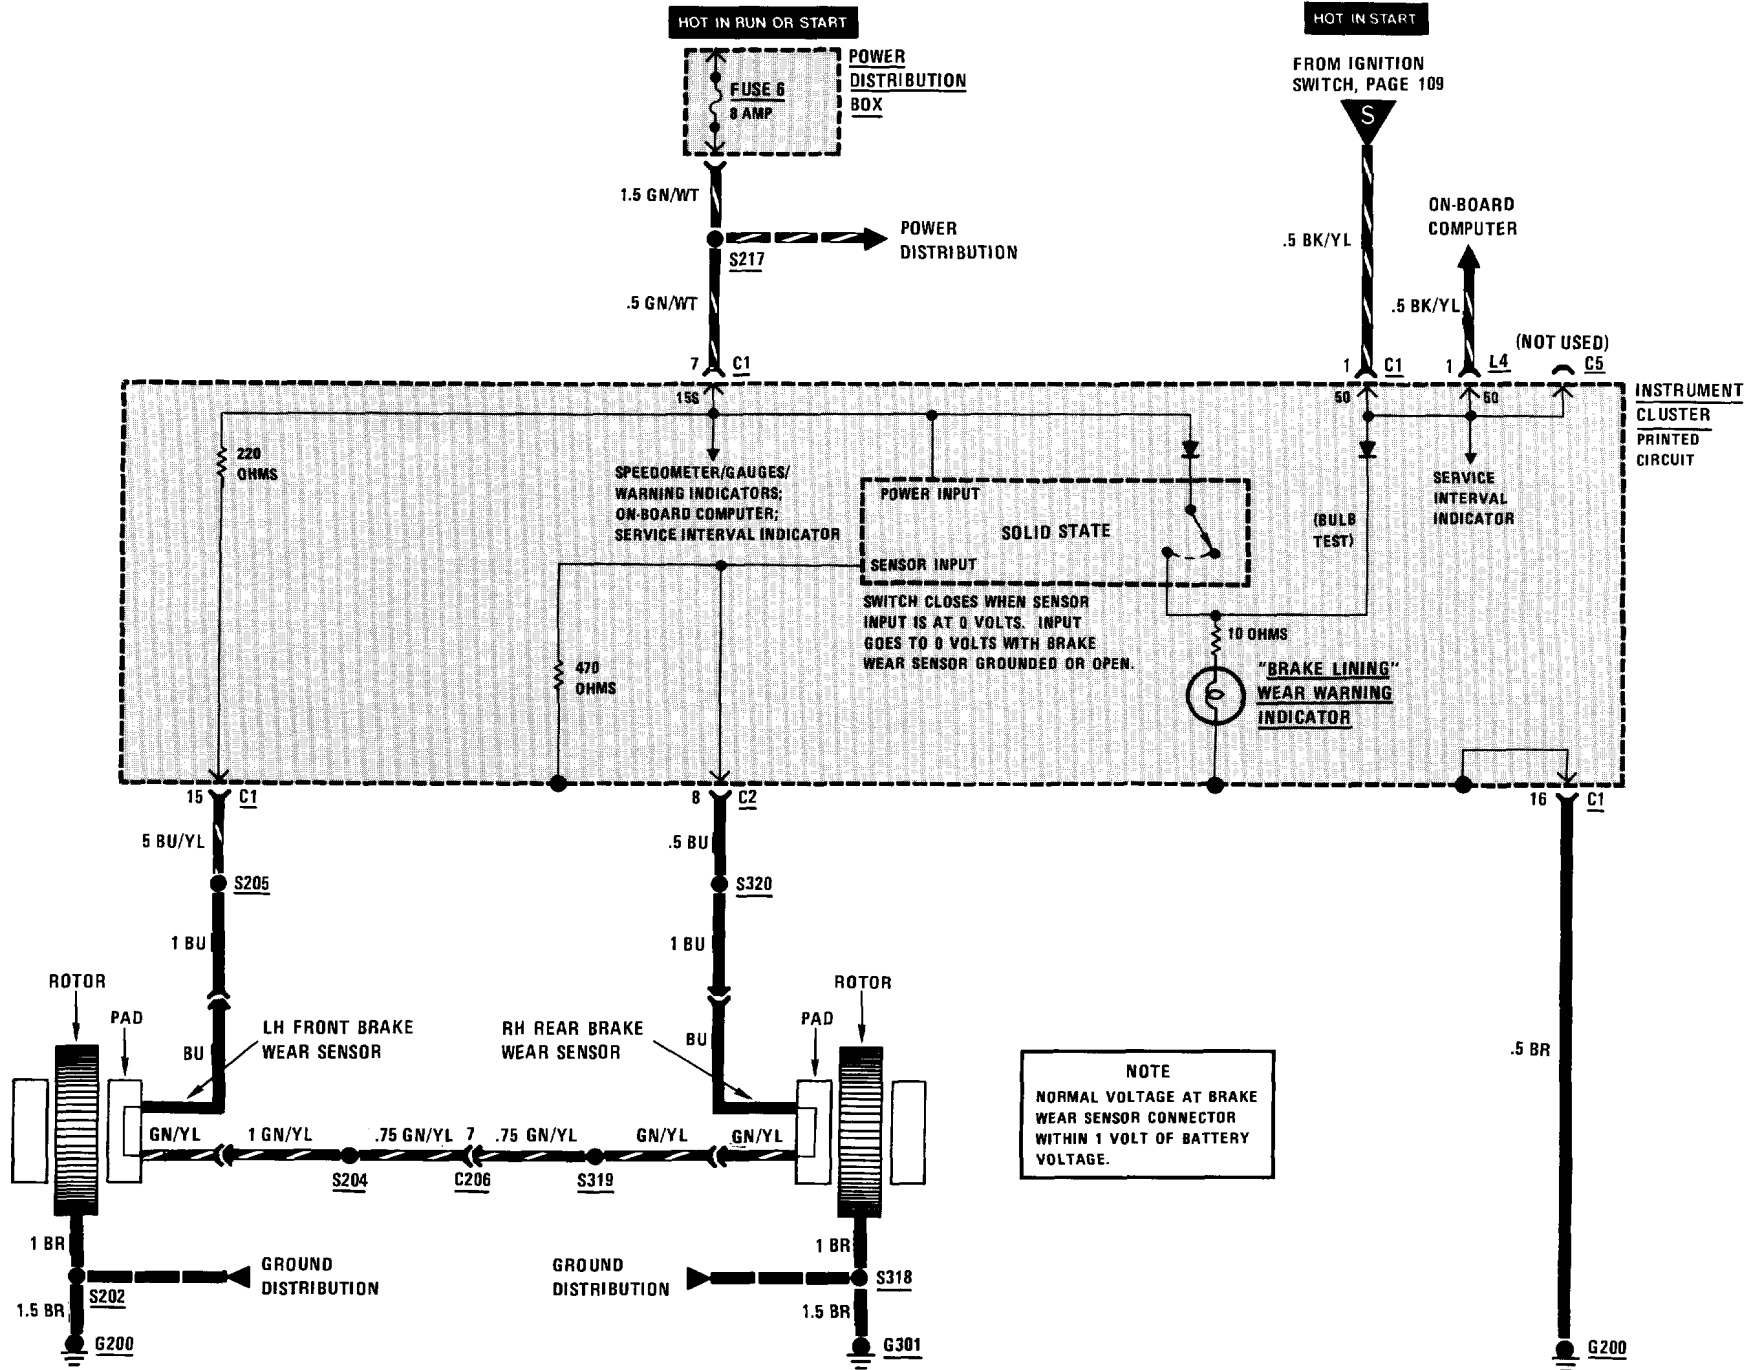 HOT IN RUN OR START
HOT IN START
POWER
DISTRIBUTION
BOX
FUSE 6
8 AMP
FROM IGNITION
SWITCH, PAGE 109
S
1.5 GN/WT
POWER
DISTRIBUTION
S217
.5 GN/WT
.5 BK/YL
ON-BOARD
COMPUTER
.5 BK/YL
(NOT USED)
7 C1
1 C1
1 L4
C5
15S
50
50
INSTRUMENT
CLUSTER
PRINTED
CIRCUIT
220
OHMS
SPEEDOMETER/GAUGES/
WARNING INDICATORS;
ON-BOARD COMPUTER;
SERVICE INTERVAL INDICATOR
POWER INPUT
SOLID STATE
SENSOR INPUT
(BULB
TEST)
SERVICE
INTERVAL
INDICATOR
SWITCH CLOSES WHEN SENSOR
INPUT IS AT 0 VOLTS. INPUT
GOES TO 0 VOLTS WITH BRAKE
WEAR SENSOR GROUNDED OR OPEN.
10 OHMS
470
OHMS
"BRAKE LINING"
WEAR WARNING
INDICATOR
15 C1
8 C2
16 C1
5 BU/YL
.5 BU
S205
S320
1 BU
1 BU
ROTOR
PAD
LH FRONT BRAKE
WEAR SENSOR
BU
RH REAR BRAKE
WEAR SENSOR
BU
PAD
ROTOR
.5 BR
NOTE
NORMAL VOLTAGE AT BRAKE
WEAR SENSOR CONNECTOR
WITHIN 1 VOLT OF BATTERY
VOLTAGE.
GN/YL
1 GN/YL
.75 GN/YL
7
.75 GN/YL
GN/YL
GN/YL
S204
C206
S319
1 BR
GROUND
DISTRIBUTION
S202
1.5 BR
G200
GROUND
DISTRIBUTION
1 BR
S318
1.5 BR
G301
G200